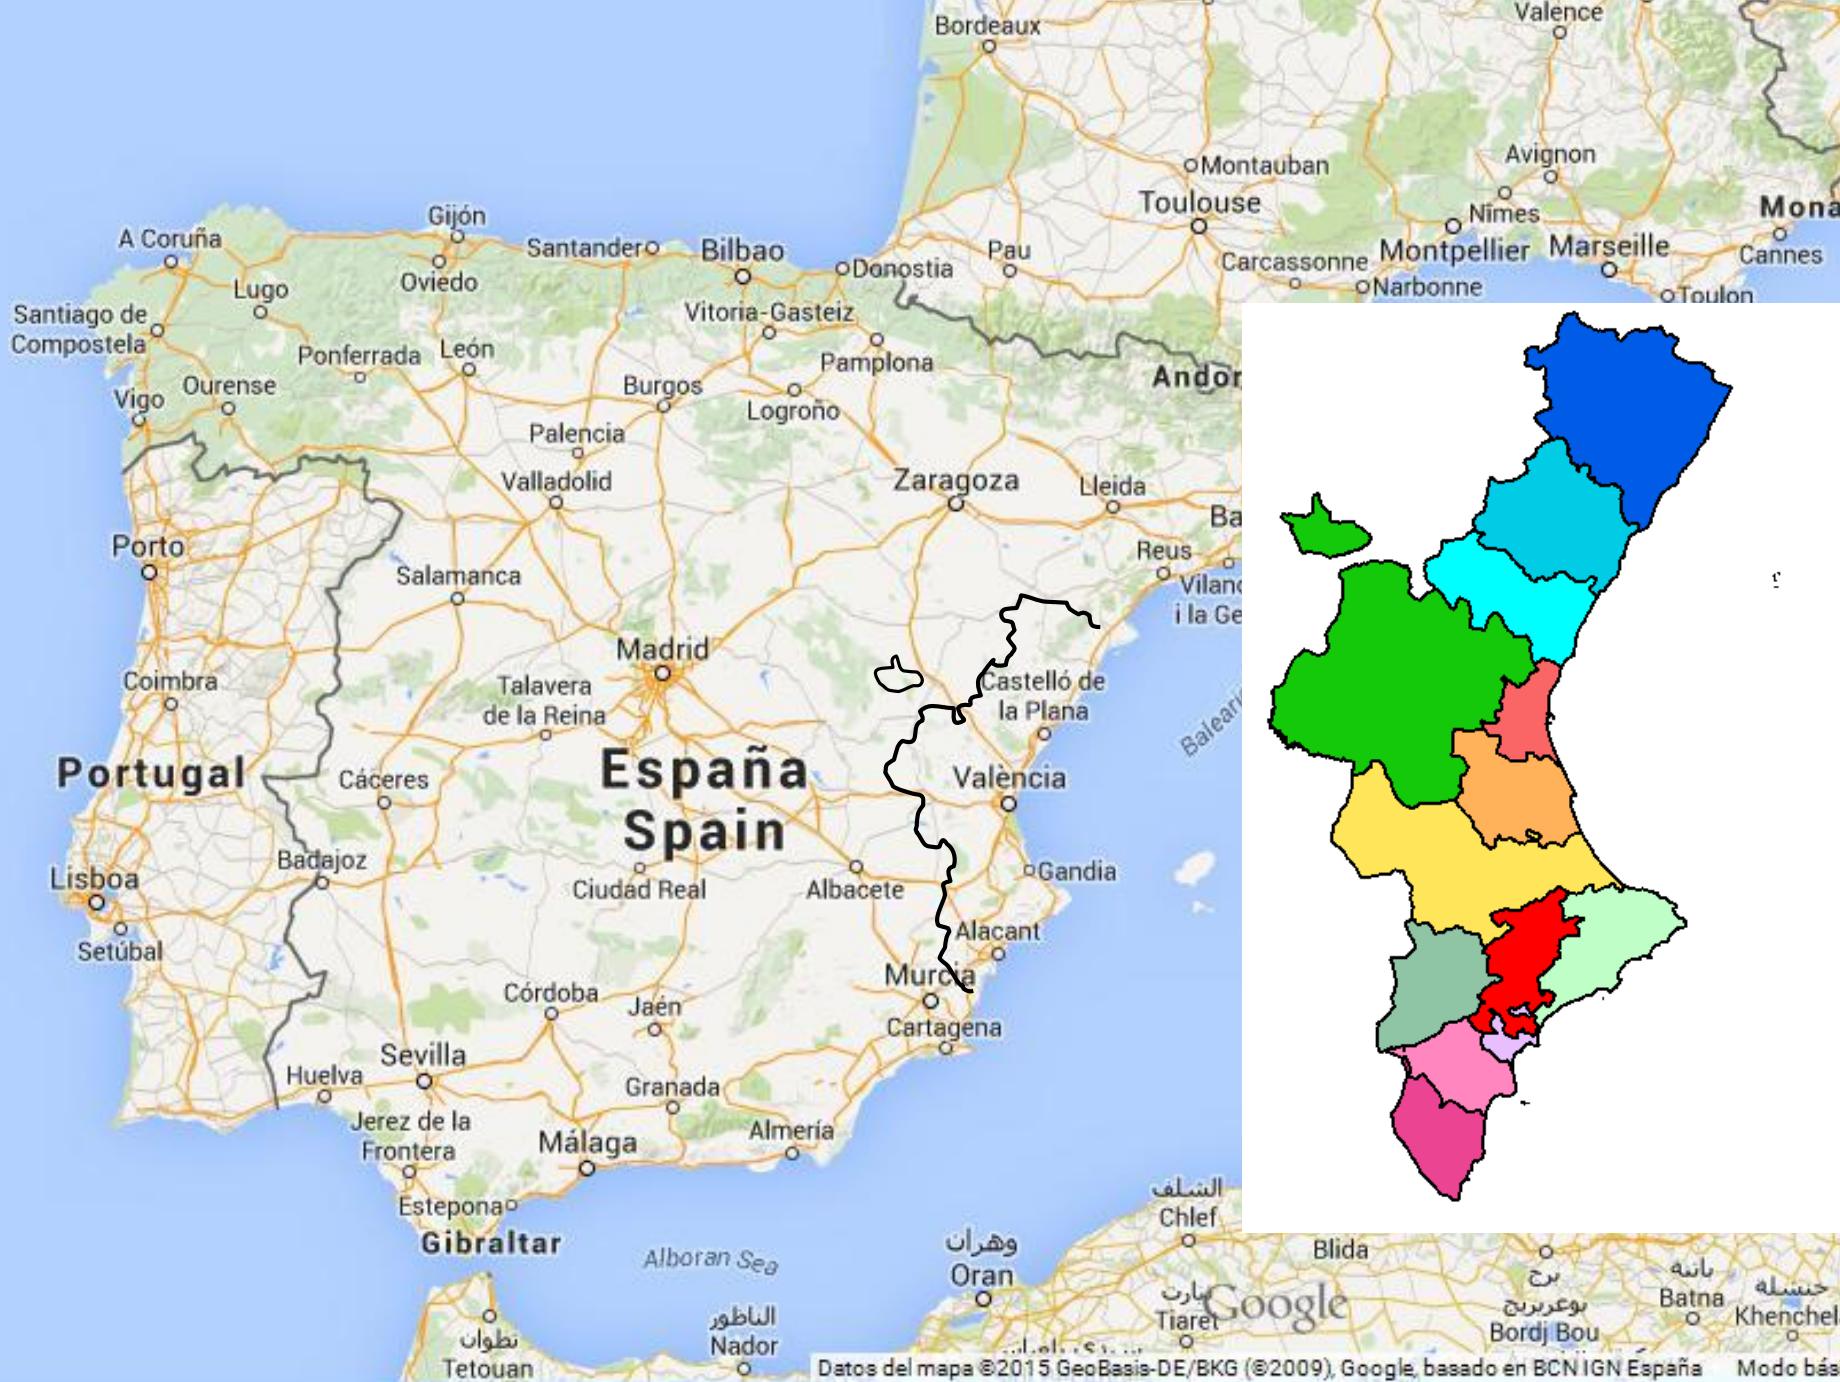 Bordeaux
Valence
Montauban
Avignon
Toulouse
Nîmes
Mona
Gijón
A Coruña
Santander
Bilbao
Donostia
Pau
Carcassonne
Montpellier
Marseille
Cannes
Oviedo
Lugo
Narbonne
Toulon
Santiago de
Compostela
Vitoria-Gasteiz
Ponferrada
León
Pamplona
Andor
Vigo
Ourense
Burgos
Logroño
Palencia
Valladolid
Zaragoza
Lleida
Ba
Porto
Reus
Salamanca
Vilano
i la Ge
Madrid
Coimbra
Talavera
de la Reina
Castelló de
la Plana
Baleari
Portugal
Cáceres
España
Spain
València
Badajoz
Lisboa
Ciudad Real
Albacete
Gandia
Setúbal
Alacant
Murcia
Córdoba
Jaén
Cartagena
Sevilla
Huelva
Granada
Jerez de la
Frontera
Málaga
Almería
Estepona
الشلف
Chlef
Gibraltar
Alboran Sea
وهران
Oran
Blida
برج
بوعريريج
Bordj Bou
باتنة
Batna
خنشلة
Khenchel
تيارت
Tiaret
Google
الناظور
Nador
تطوان
Tetouan
Datos del mapa ©2015 GeoBasis-DE/BKG (©2009), Google, basado en BCN IGN España
Modo bás